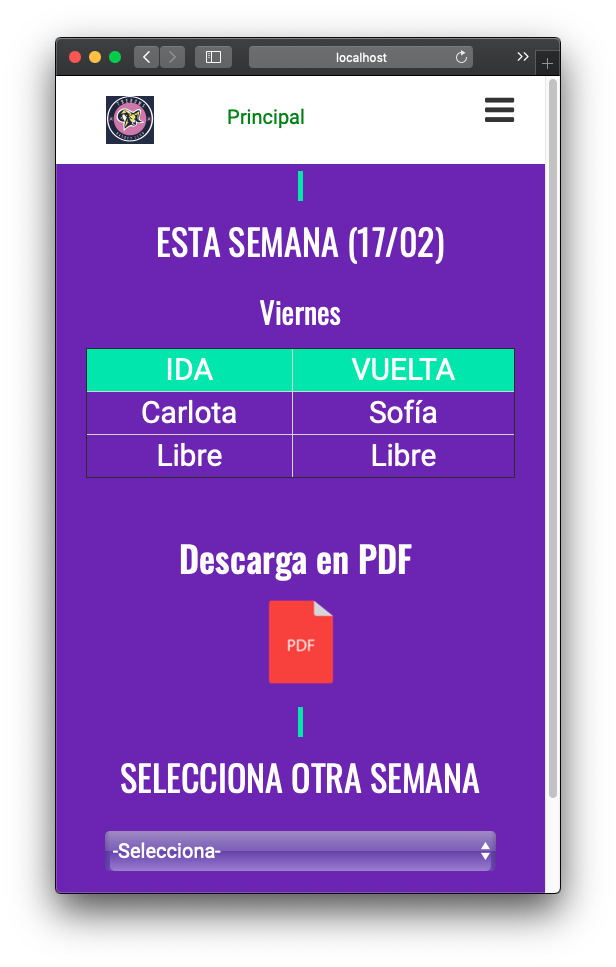 localhost
Principal
ESTA SEMANA (17/02)
Viernes
IDA VUELTA
Carlota Sofía
Libre Libre
Descarga en PDF
PDF
SELECCIONA OTRA SEMANA
-Selecciona-